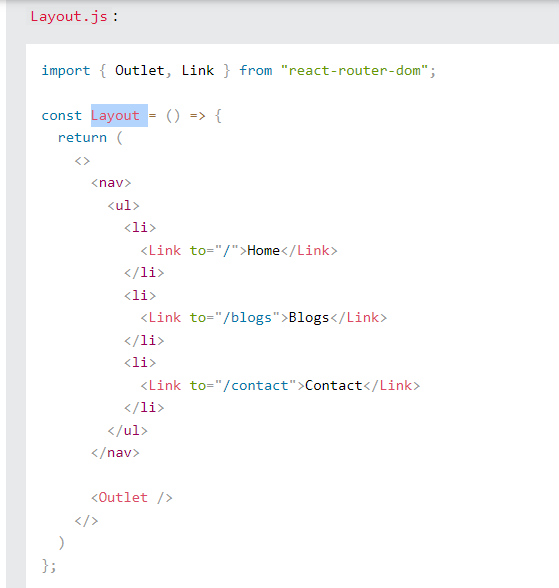 Layout.js:
import { Outlet, Link } from "react-router-dom";
const Layout = () => {
  return (
    <>
      <nav>
        <ul>
          <li>
            <Link to="/">Home</Link>
          </li>
          <li>
            <Link to="/blogs">Blogs</Link>
          </li>
          <li>
            <Link to="/contact">Contact</Link>
          </li>
        </ul>
      </nav>
      <Outlet />
    </>
  )
};